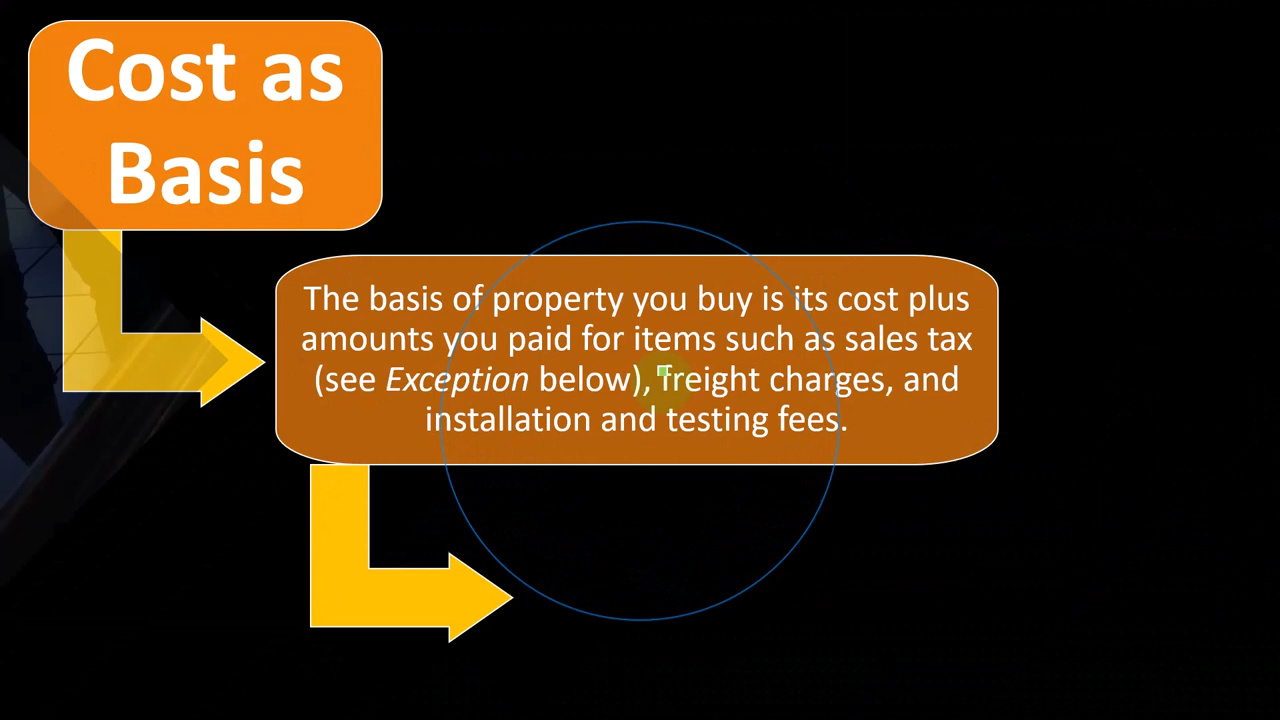 Cost as
Basis
The basis of property you buy is its cost plus
amounts you paid for items such as sales tax
(see Exception below), freight charges, and
installation and testing fees.